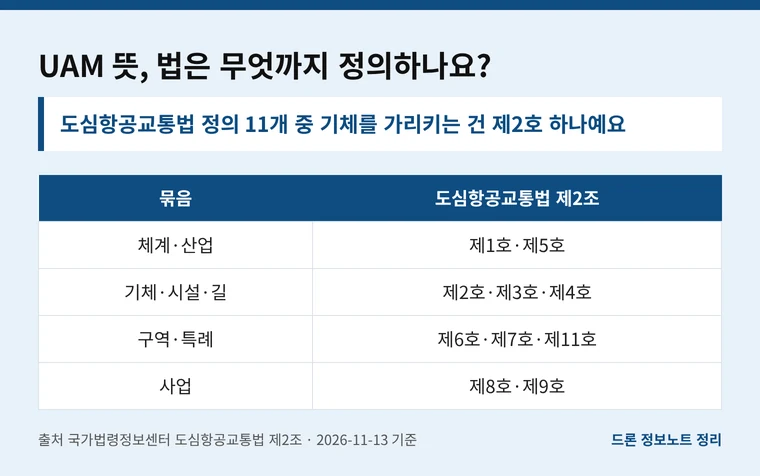 UAM 뜻, 법은 무엇까지 정의하나요?
도심항공교통법 정의 11개 중 기체를 가리키는 건 제2호 하나예요
묶음 도심항공교통법 제2조
체계·산업 제1호·제5호
기체·시설·길 제2호·제3호·제4호
구역·특례 제6호·제7호·제11호
사업 제8호·제9호
출처 국가법령정보센터 도심항공교통법 제2조 · 2026-11-13 기준 드론 정보노트 정리